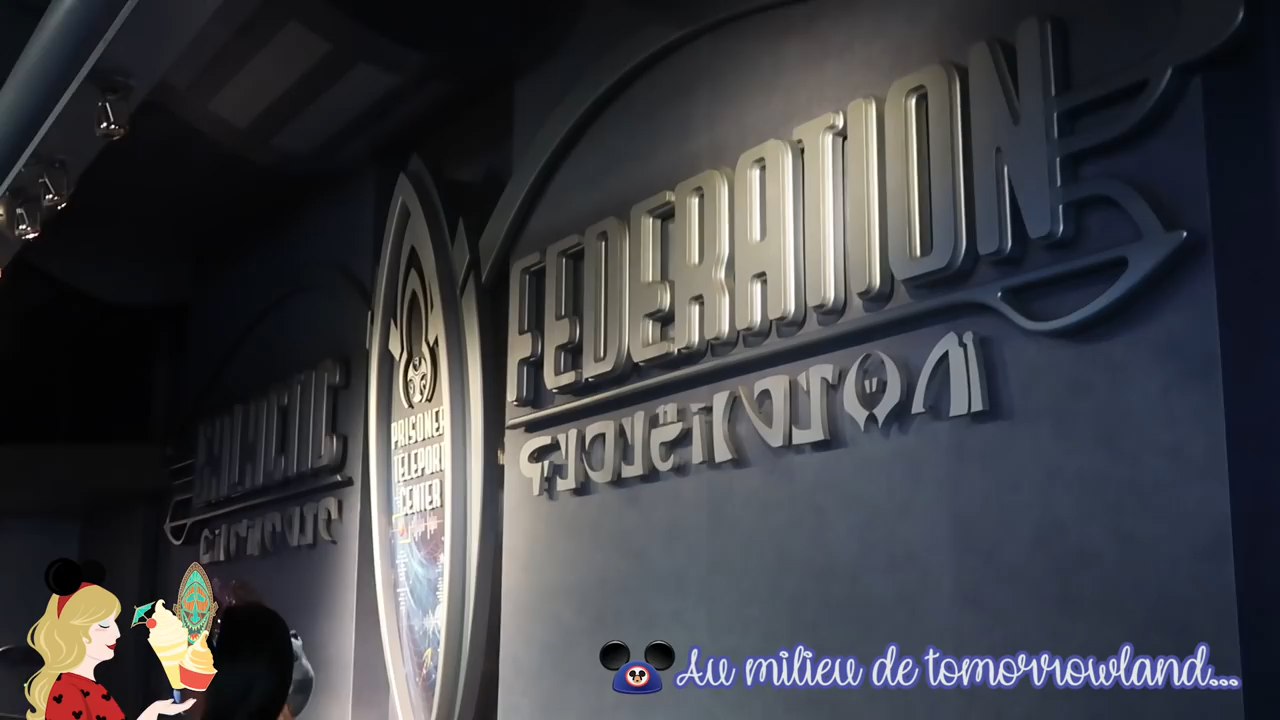 FEDERATION
PRISONER
TELEPORT
CENTER
GALACTIC
Au milieu de tomorrowland...